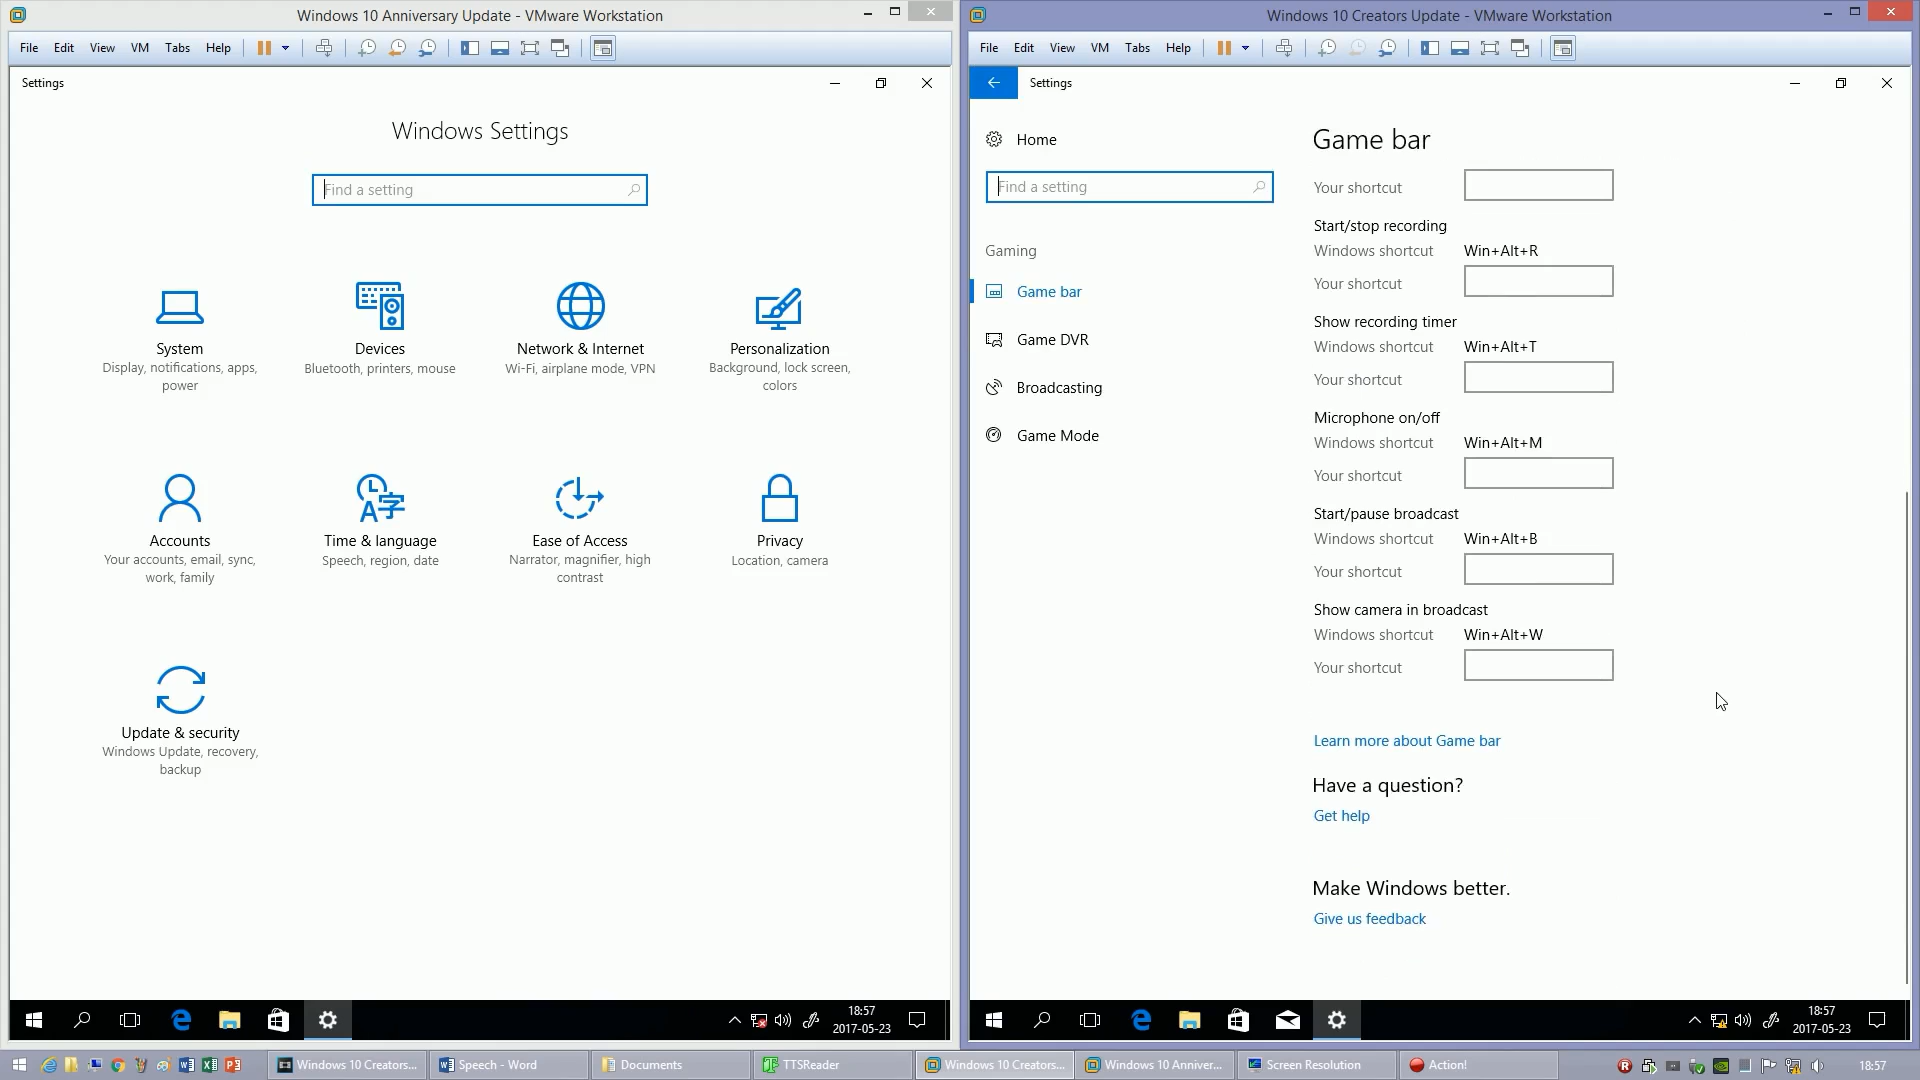 Windows 10 Anniversary Update - VMware Workstation
File Edit View VM Tabs Help
Settings
Windows Settings
Find a setting
System
Display, notifications, apps,
power
Devices
Bluetooth, printers, mouse
Network & Internet
Wi-Fi, airplane mode, VPN
Personalization
Background, lock screen,
colors
Accounts
Your accounts, email, sync,
work, family
Time & language
Speech, region, date
Ease of Access
Narrator, magnifier, high
contrast
Privacy
Location, camera
Update & security
Windows Update, recovery,
backup
18:57
2017-05-23
Windows 10 Creators Update - VMware Workstation
File Edit View VM Tabs Help
Settings
Home
Find a setting
Gaming
Game bar
Game DVR
Broadcasting
Game Mode
Game bar
Your shortcut
Start/stop recording
Windows shortcut Win+Alt+R
Your shortcut
Show recording timer
Windows shortcut Win+Alt+T
Your shortcut
Microphone on/off
Windows shortcut Win+Alt+M
Your shortcut
Start/pause broadcast
Windows shortcut Win+Alt+B
Your shortcut
Show camera in broadcast
Windows shortcut Win+Alt+W
Your shortcut
Learn more about Game bar
Have a question?
Get help
Make Windows better.
Give us feedback
18:57
2017-05-23
Windows 10 Creators... Speech - Word Documents TTSReader Windows 10 Creators... Windows 10 Anniver... Screen Resolution Action! 18:57